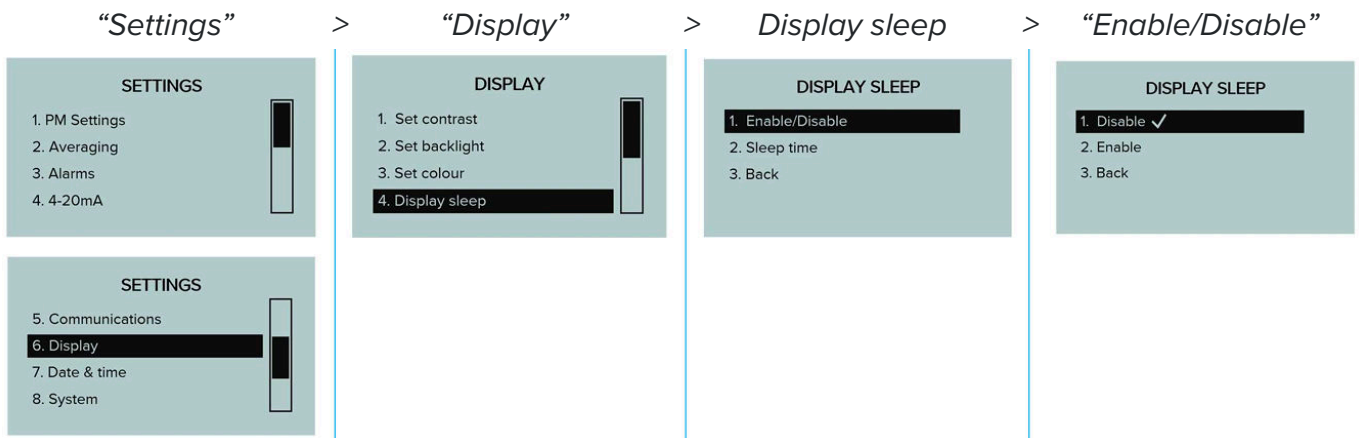 “Settings” > “Display” > Display sleep > “Enable/Disable”
SETTINGS
1. PM Settings
2. Averaging
3. Alarms
4. 4-20mA
SETTINGS
5. Communications
6. Display
7. Date & time
8. System
DISPLAY
1. Set contrast
2. Set backlight
3. Set colour
4. Display sleep
DISPLAY SLEEP
1. Enable/Disable
2. Sleep time
3. Back
DISPLAY SLEEP
1. Disable ✓
2. Enable
3. Back